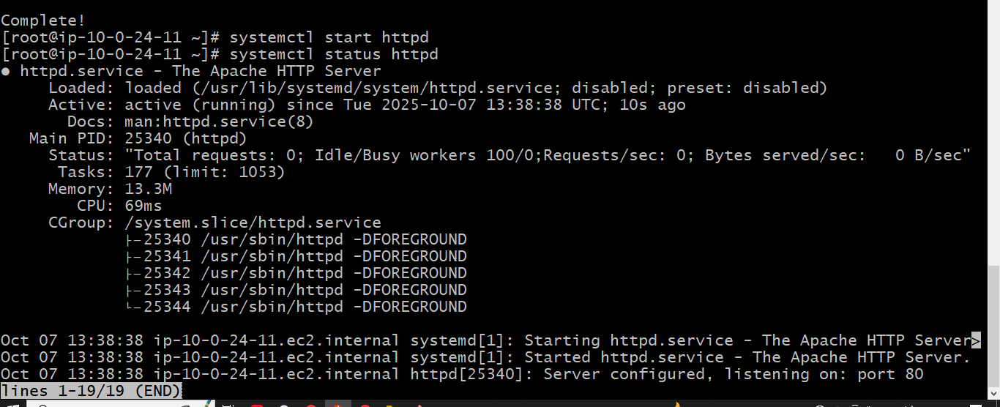 Complete!
[root@ip-10-0-24-11 ~]# systemctl start httpd
[root@ip-10-0-24-11 ~]# systemctl status httpd
● httpd.service - The Apache HTTP Server
     Loaded: loaded (/usr/lib/systemd/system/httpd.service; disabled; preset: disabled)
     Active: active (running) since Tue 2025-10-07 13:38:38 UTC; 10s ago
       Docs: man:httpd.service(8)
   Main PID: 25340 (httpd)
     Status: "Total requests: 0; Idle/Busy workers 100/0;Requests/sec: 0; Bytes served/sec:   0 B/sec"
      Tasks: 177 (limit: 1053)
     Memory: 13.3M
        CPU: 69ms
     CGroup: /system.slice/httpd.service
             ├─25340 /usr/sbin/httpd -DFOREGROUND
             ├─25341 /usr/sbin/httpd -DFOREGROUND
             ├─25342 /usr/sbin/httpd -DFOREGROUND
             ├─25343 /usr/sbin/httpd -DFOREGROUND
             └─25344 /usr/sbin/httpd -DFOREGROUND
Oct 07 13:38:38 ip-10-0-24-11.ec2.internal systemd[1]: Starting httpd.service - The Apache HTTP Server>
Oct 07 13:38:38 ip-10-0-24-11.ec2.internal systemd[1]: Started httpd.service - The Apache HTTP Server.
Oct 07 13:38:38 ip-10-0-24-11.ec2.internal httpd[25340]: Server configured, listening on: port 80
lines 1-19/19 (END)